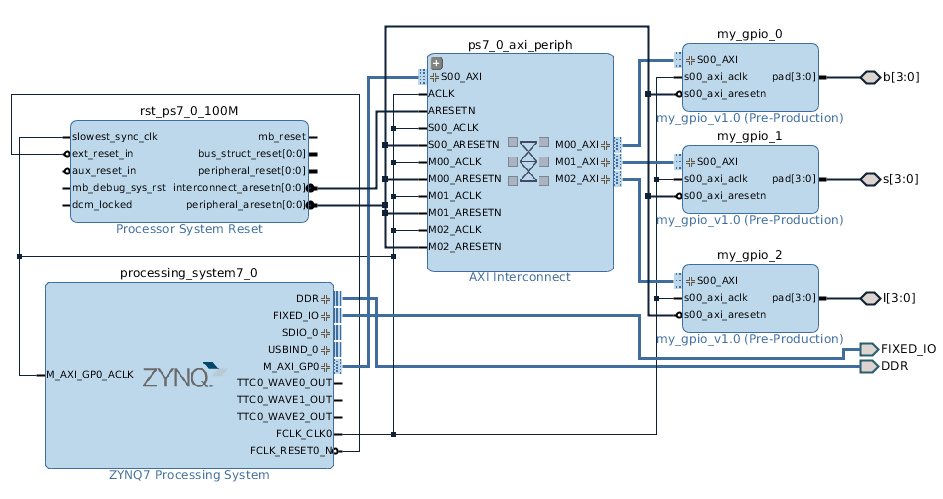 my_gpio_0
S00_AXI
s00_axi_aclk
pad[3:0]
s00_axi_aresetn
b[3:0]
my_gpio_v1.0 (Pre-Production)
my_gpio_1
S00_AXI
s00_axi_aclk
pad[3:0]
s00_axi_aresetn
s[3:0]
my_gpio_v1.0 (Pre-Production)
my_gpio_2
S00_AXI
s00_axi_aclk
pad[3:0]
s00_axi_aresetn
l[3:0]
my_gpio_v1.0 (Pre-Production)
FIXED_IO
DDR
ps7_0_axi_periph
S00_AXI
ACLK
ARESETN
S00_ACLK
S00_ARESETN
M00_ACLK
M00_ARESETN
M01_ACLK
M01_ARESETN
M02_ACLK
M02_ARESETN
M00_AXI
M01_AXI
M02_AXI
AXI Interconnect
rst_ps7_0_100M
slowest_sync_clk
ext_reset_in
aux_reset_in
mb_debug_sys_rst
dcm_locked
mb_reset
bus_struct_reset[0:0]
peripheral_reset[0:0]
interconnect_aresetn[0:0]
peripheral_aresetn[0:0]
Processor System Reset
processing_system7_0
M_AXI_GP0_ACLK
ZYNQ
DDR
FIXED_IO
SDIO_0
USBIND_0
M_AXI_GP0
TTC0_WAVE0_OUT
TTC0_WAVE1_OUT
TTC0_WAVE2_OUT
FCLK_CLK0
FCLK_RESET0_N
ZYNQ7 Processing System